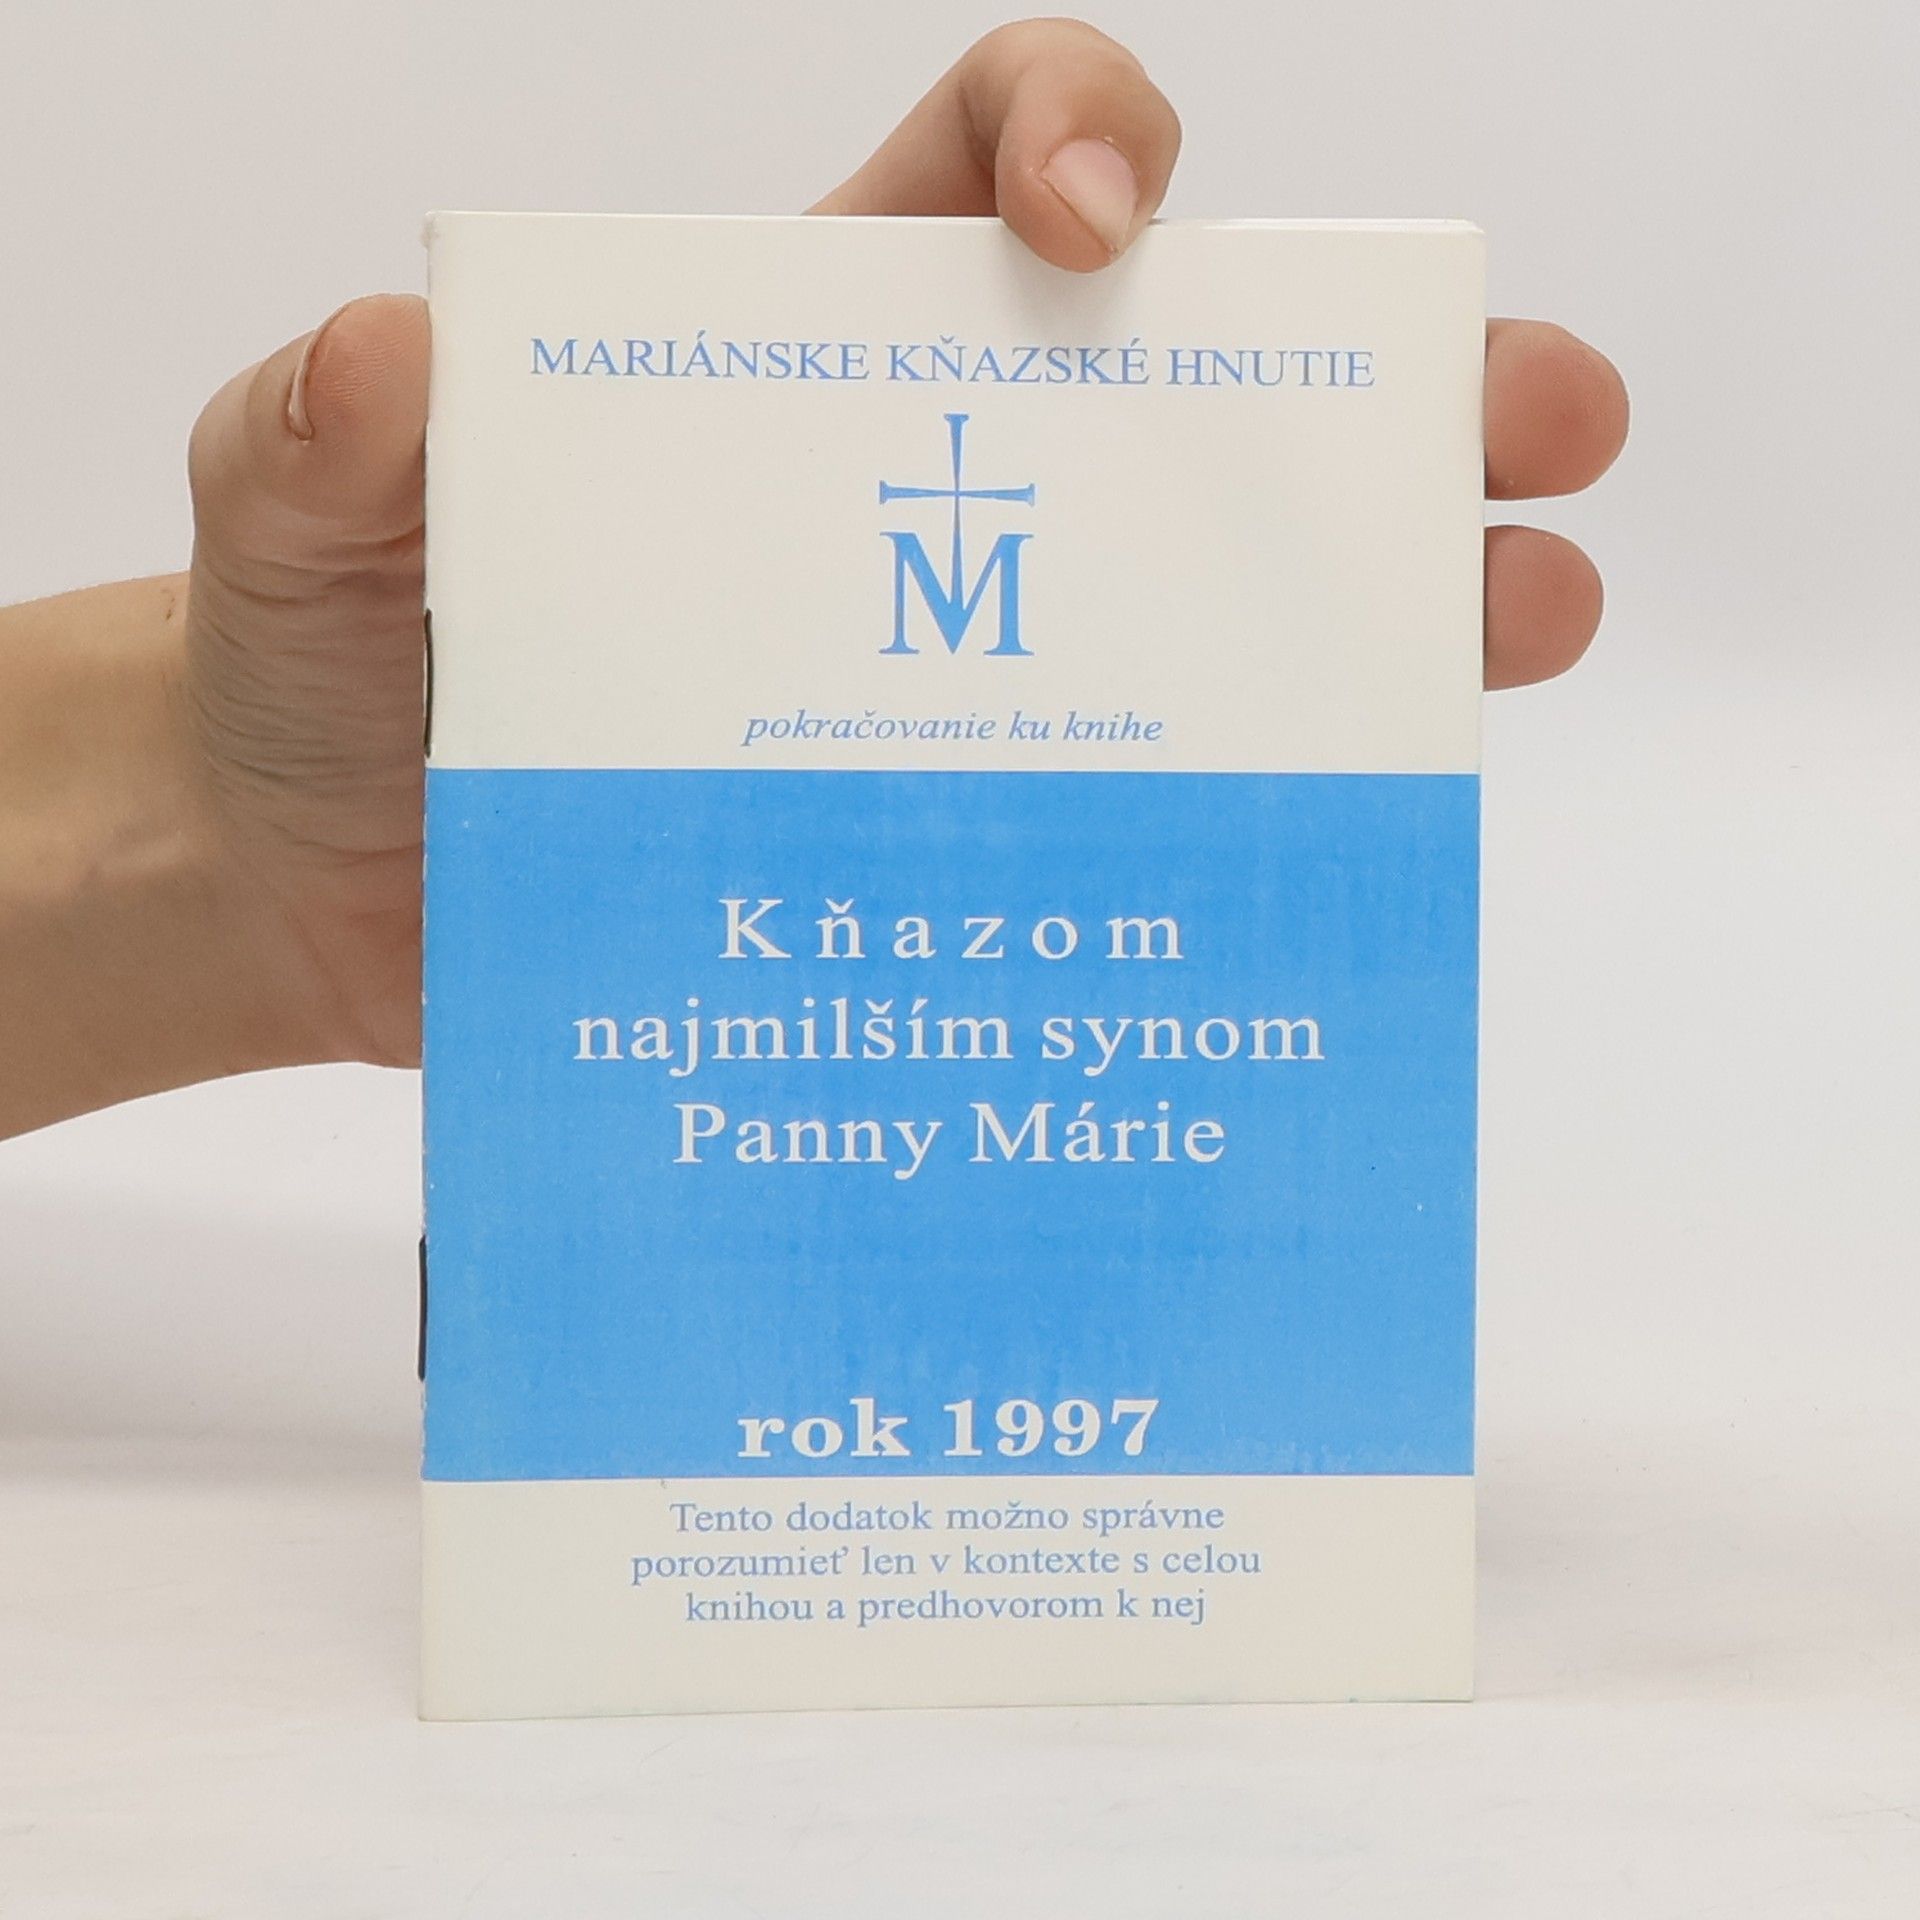 MARIÁNSKE KŇAZSKÉ HNUTIE
M
pokračovanie ku knihe
Kňazom
najmilším synom
Panny Márie
rok 1997
Tento dodatok možno správne
porozumieť len v kontexte s celou
knihou a predhovorom k nej